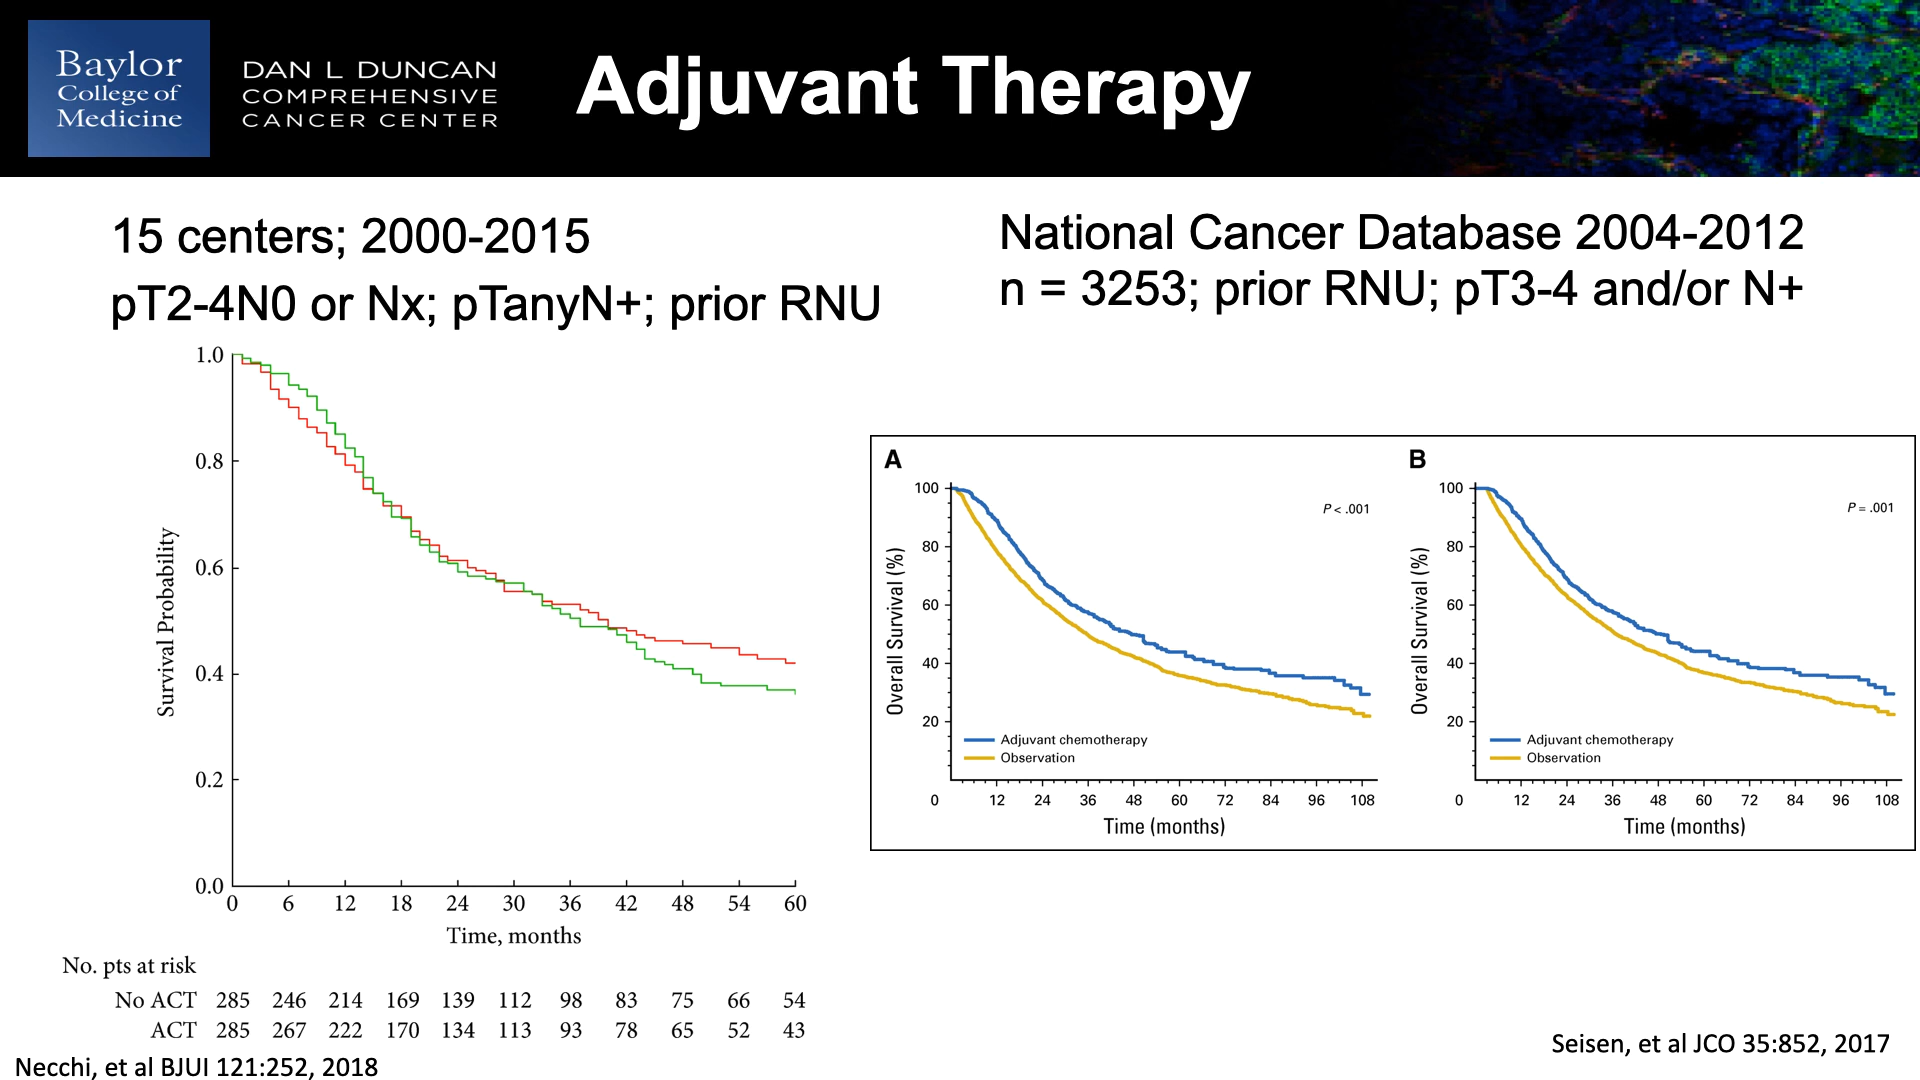 Baylor
College of
Medicine
DAN L DUNCAN
COMPREHENSIVE
CANCER CENTER
Adjuvant Therapy
15 centers; 2000-2015
pT2-4N0 or Nx; pTanyN+; prior RNU
National Cancer Database 2004-2012
n = 3253; prior RNU; pT3-4 and/or N+
1.0
0.8
0.6
0.4
0.2
0.0
Survival Probability
0 6 12 18 24 30 36 42 48 54 60
Time, months
No. pts at risk
No ACT 285 246 214 169 139 112 98 83 75 66 54
ACT 285 267 222 170 134 113 93 78 65 52 43
Necchi, et al BJUI 121:252, 2018
A
100
80
60
40
20
Overall Survival (%)
P < .001
Adjuvant chemotherapy
Observation
0 12 24 36 48 60 72 84 96 108
Time (months)
B
100
80
60
40
20
Overall Survival (%)
P = .001
Adjuvant chemotherapy
Observation
0 12 24 36 48 60 72 84 96 108
Time (months)
Seisen, et al JCO 35:852, 2017